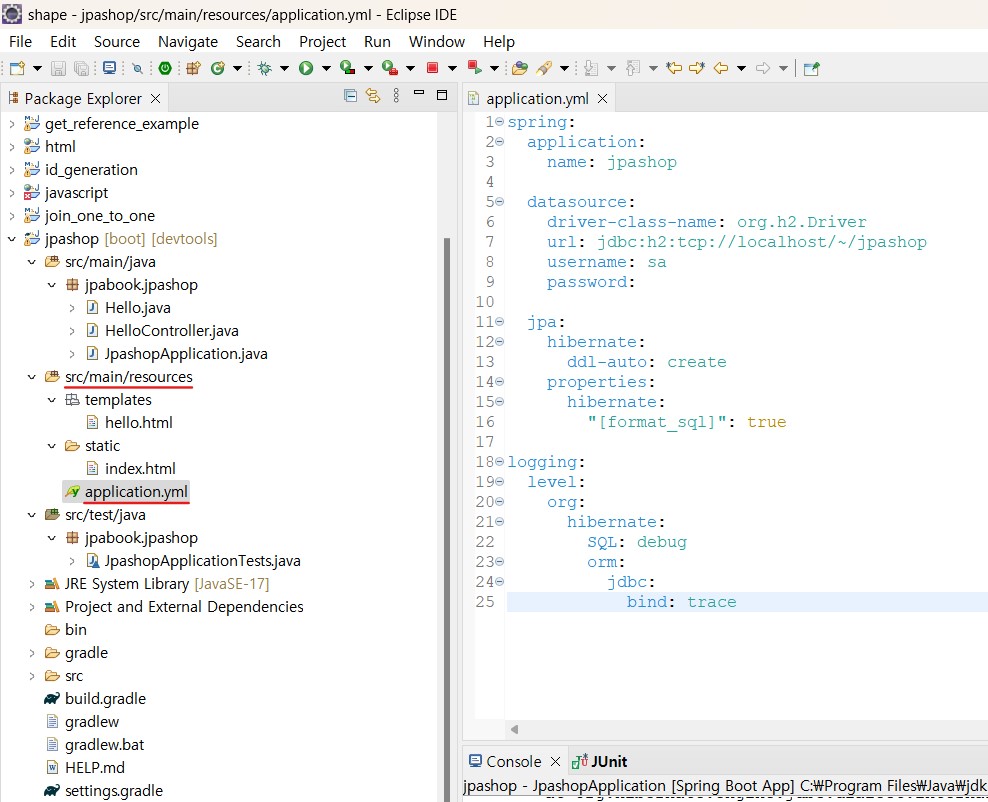 shape - jpashop/src/main/resources/application.yml - Eclipse IDE
File Edit Source Navigate Search Project Run Window Help
Package Explorer
get_reference_example
html
id_generation
javascript
join_one_to_one
jpashop [boot] [devtools]
src/main/java
jpabook.jpashop
Hello.java
HelloController.java
JpashopApplication.java
src/main/resources
templates
hello.html
static
index.html
application.yml
src/test/java
jpabook.jpashop
JpashopApplicationTests.java
JRE System Library [JavaSE-17]
Project and External Dependencies
bin
gradle
src
build.gradle
gradlew
gradlew.bat
HELP.md
settings.gradle
application.yml
1 spring:
2 application:
3 name: jpashop
4
5 datasource:
6 driver-class-name: org.h2.Driver
7 url: jdbc:h2:tcp://localhost/~/jpashop
8 username: sa
9 password:
10
11 jpa:
12 hibernate:
13 ddl-auto: create
14 properties:
15 hibernate:
16 "[format_sql]": true
17
18 logging:
19 level:
20 org:
21 hibernate:
22 SQL: debug
23 orm:
24 jdbc:
25 bind: trace
Console JUnit
jpashop - JpashopApplication [Spring Boot App] C:₩Program Files₩Java₩jdk